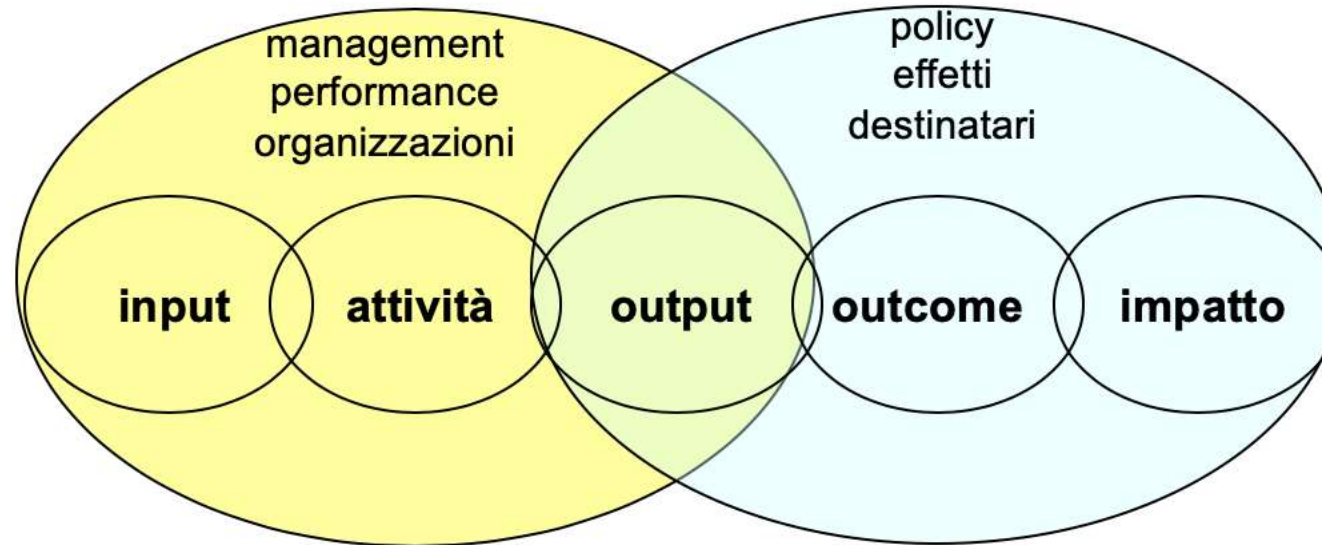 management
performance
organizzazioni
policy
effetti
destinatari
input
attività
output
outcome
impatto